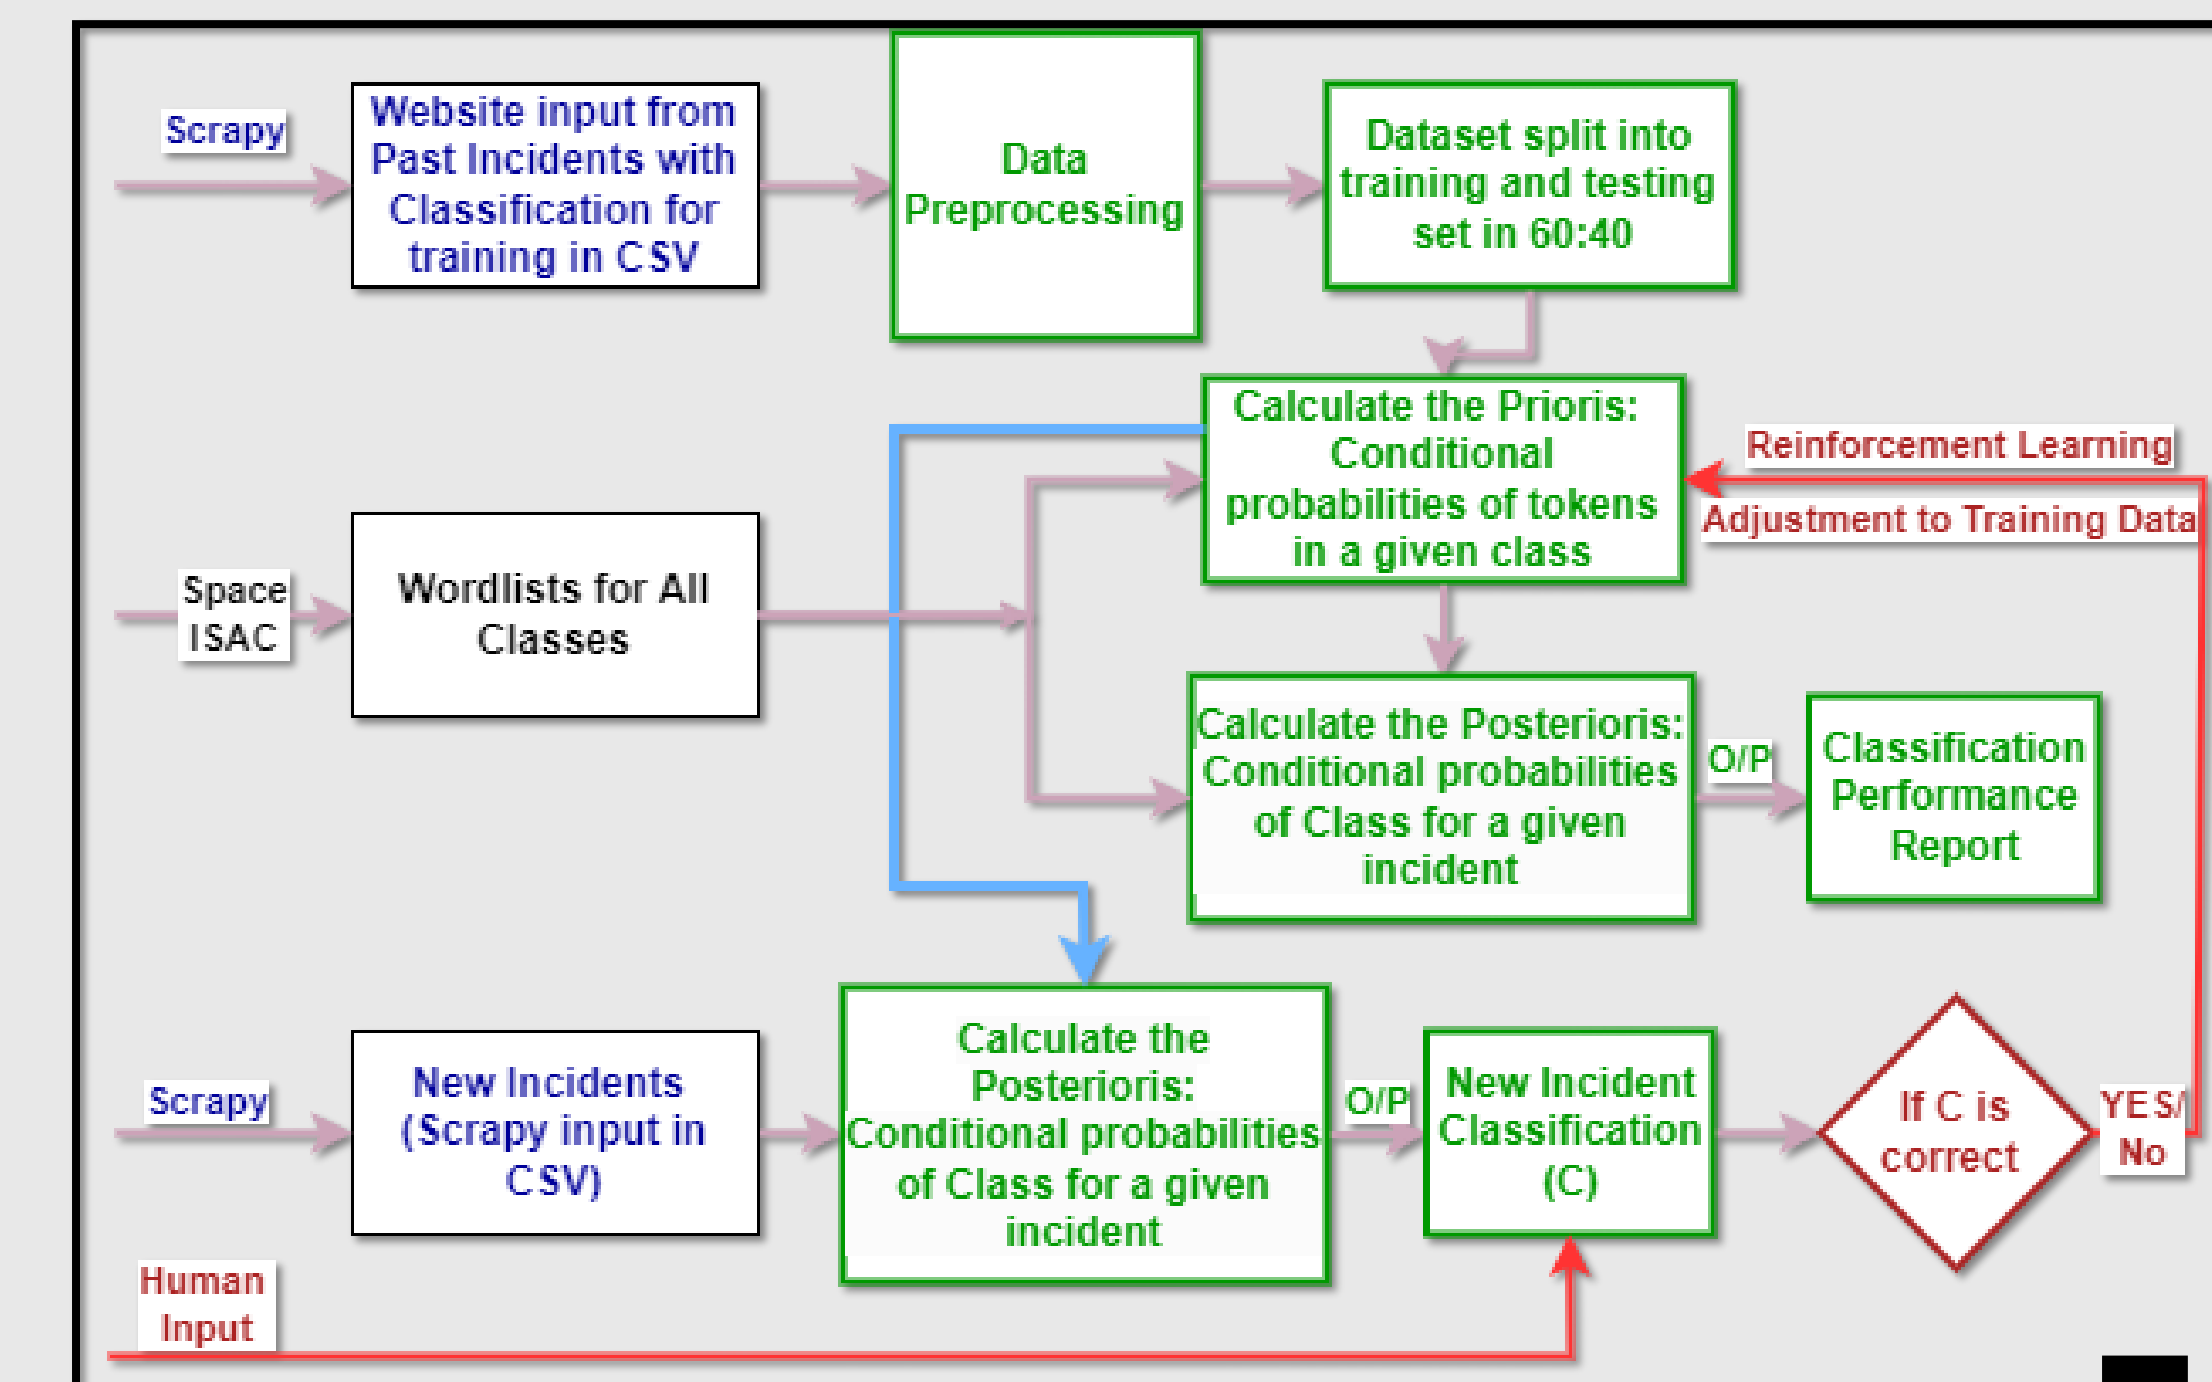 Scrapy
Website input from
Past Incidents with
Classification for
training in CSV
Data
Preprocessing
Dataset split into
training and testing
set in 60:40
Calculate the Prioris:
Conditional
probabilities of tokens
in a given class
Reinforcement Learning
Adjustment to Training Data
Space
ISAC
Wordlists for All
Classes
Calculate the Posterioris:
Conditional probabilities
of Class for a given
incident
O/P
Classification
Performance
Report
Scrapy
New Incidents
(Scrapy input in
CSV)
Calculate the
Posterioris:
Conditional probabilities
of Class for a given
incident
O/P
New Incident
Classification
(C)
If C is
correct
YES/
No
Human
Input